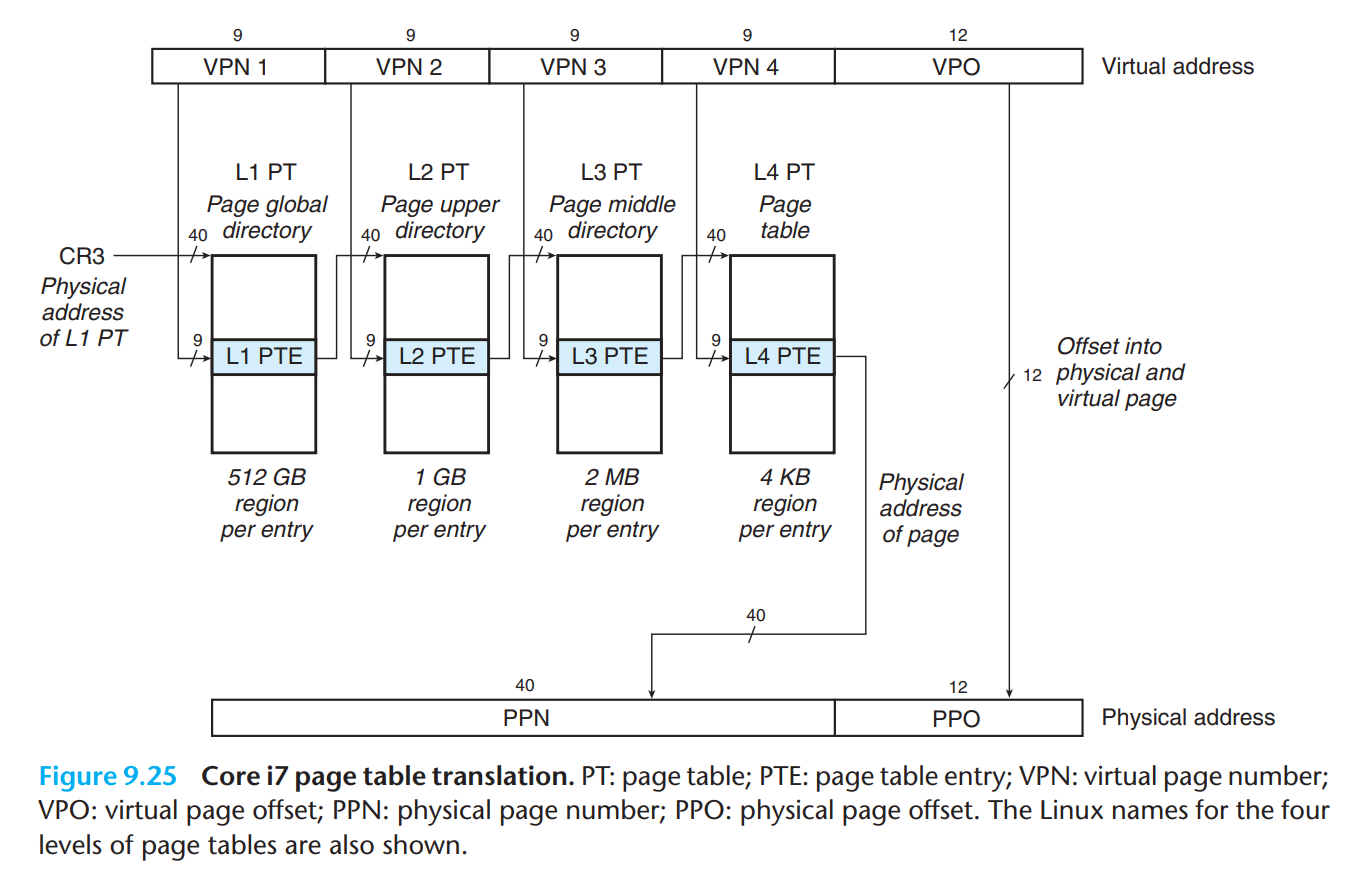 9 9 9 9 12
VPN 1 VPN 2 VPN 3 VPN 4 VPO Virtual address
L1 PT L2 PT L3 PT L4 PT
Page global Page upper Page middle Page
directory directory directory table
40 40 40 40
CR3
Physical
address
of L1 PT
9 9 9 9
L1 PTE L2 PTE L3 PTE L4 PTE
Offset into
12 physical and
virtual page
512 GB 1 GB 2 MB 4 KB
region region region region
per entry per entry per entry per entry
Physical
address
of page
40
40 12
PPN PPO Physical address
Figure 9.25 Core i7 page table translation. PT: page table; PTE: page table entry; VPN: virtual page number;
VPO: virtual page offset; PPN: physical page number; PPO: physical page offset. The Linux names for the four
levels of page tables are also shown.